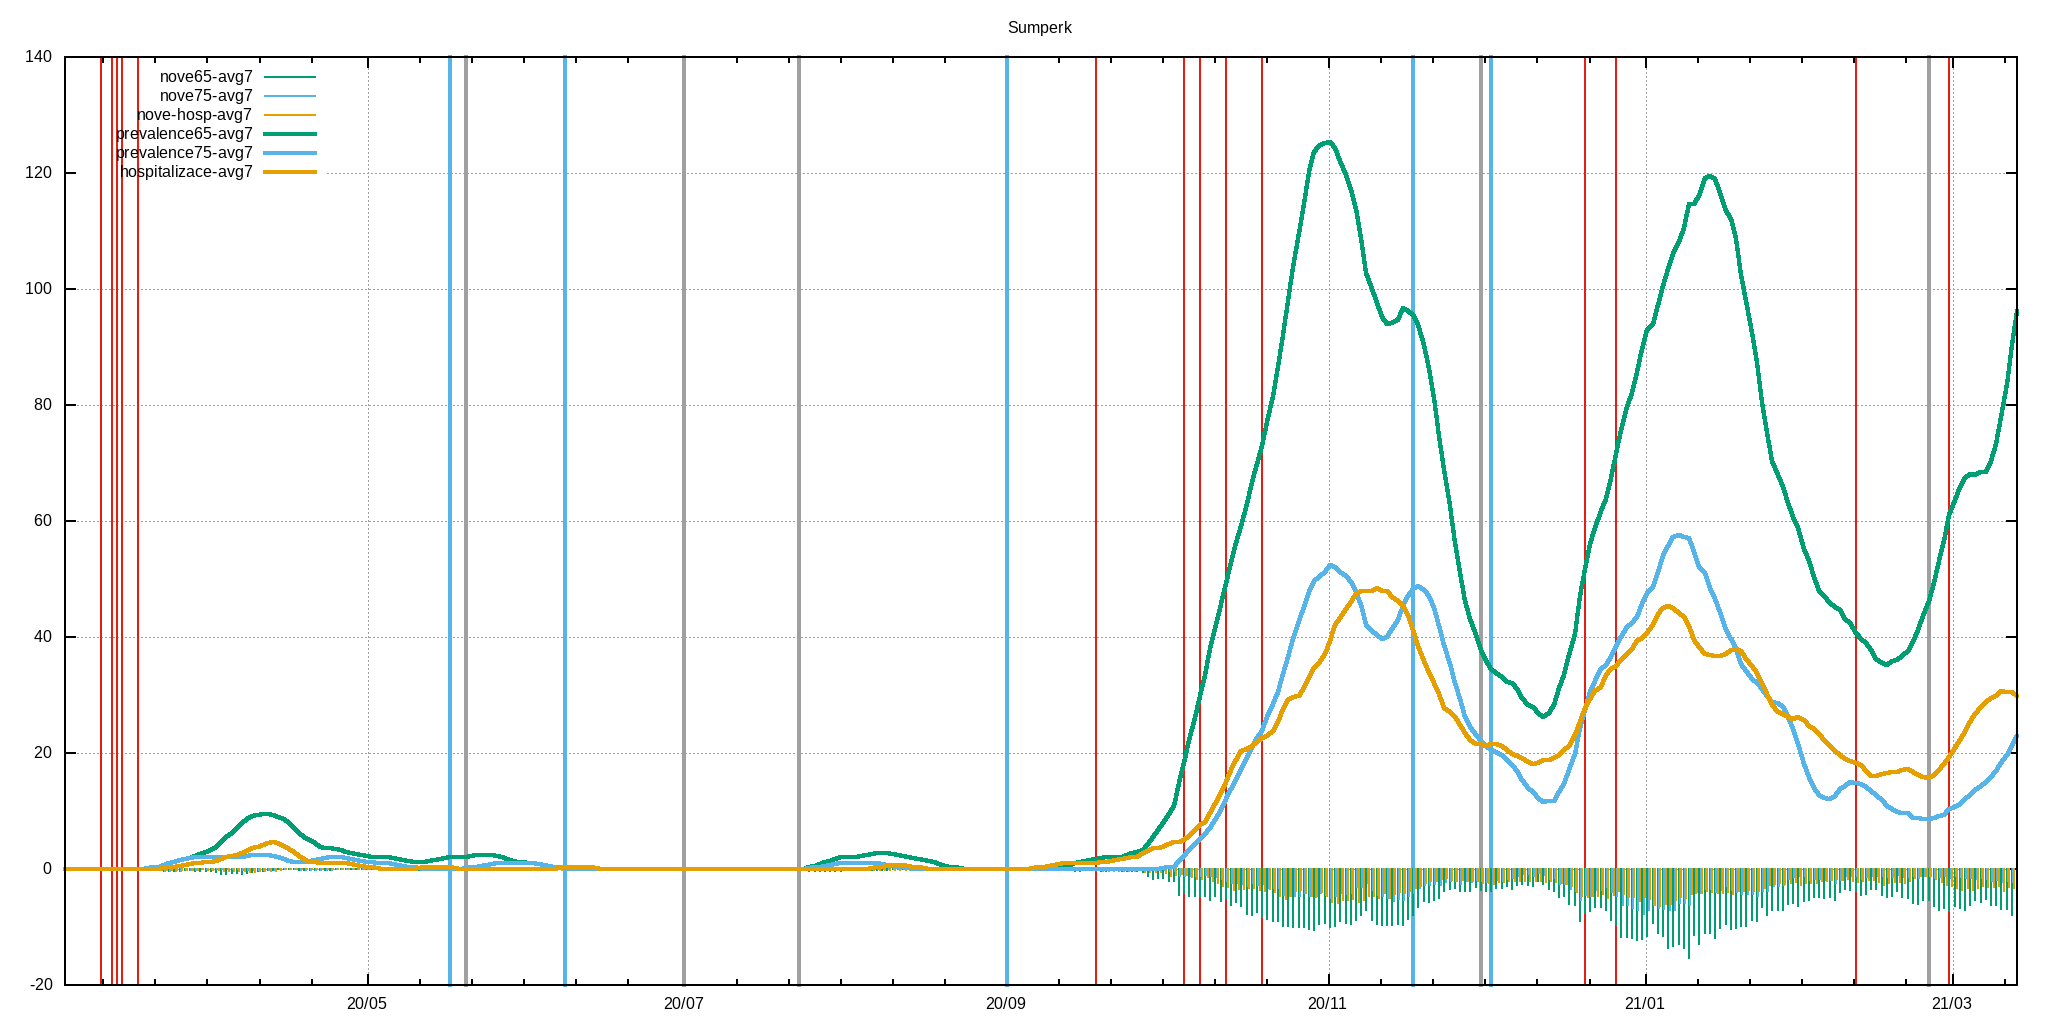 Sumperk
140
120
100
80
60
40
20
0
-20
nove65-avg7
nove75-avg7
nove-hosp-avg7
prevalence65-avg7
prevalence75-avg7
hospitalizace-avg7
20/05 20/07 20/09 20/11 21/01 21/03